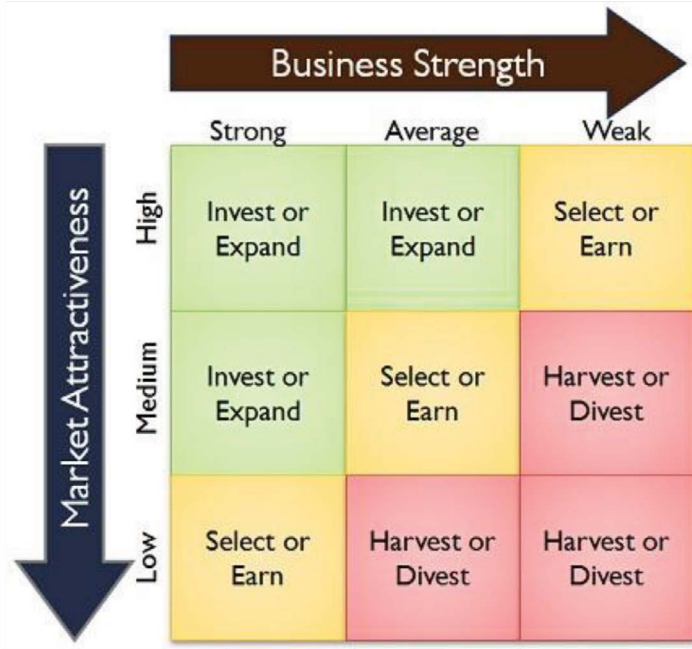 Business Strength
Strong Average Weak
Market Attractiveness
High
Invest or
Expand
Invest or
Expand
Select or
Earn
Medium
Invest or
Expand
Select or
Earn
Harvest or
Divest
Low
Select or
Earn
Harvest or
Divest
Harvest or
Divest